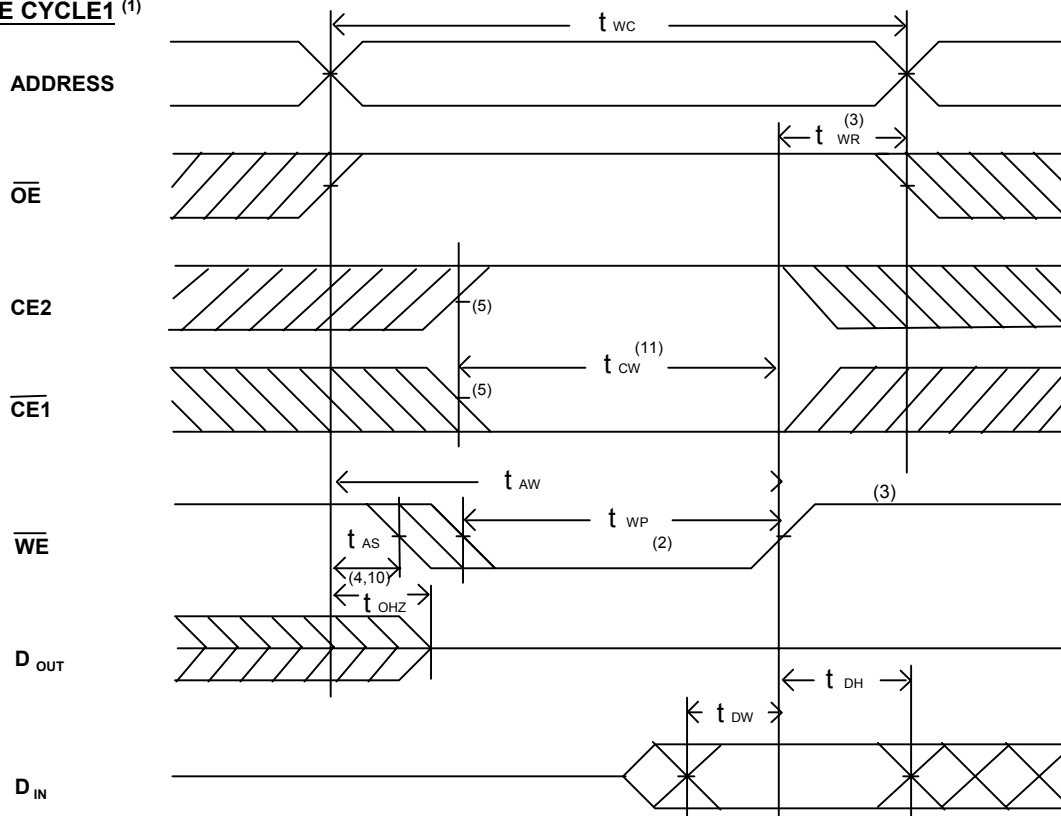 E CYCLE1 (1)
t WC
ADDRESS
t WR (3)
OE
CE2
(5)
t CW (11)
CE1
(5)
t AW
(3)
t WP (2)
WE
t AS
(4,10)
t OHZ
D OUT
t DH
t DW
D IN